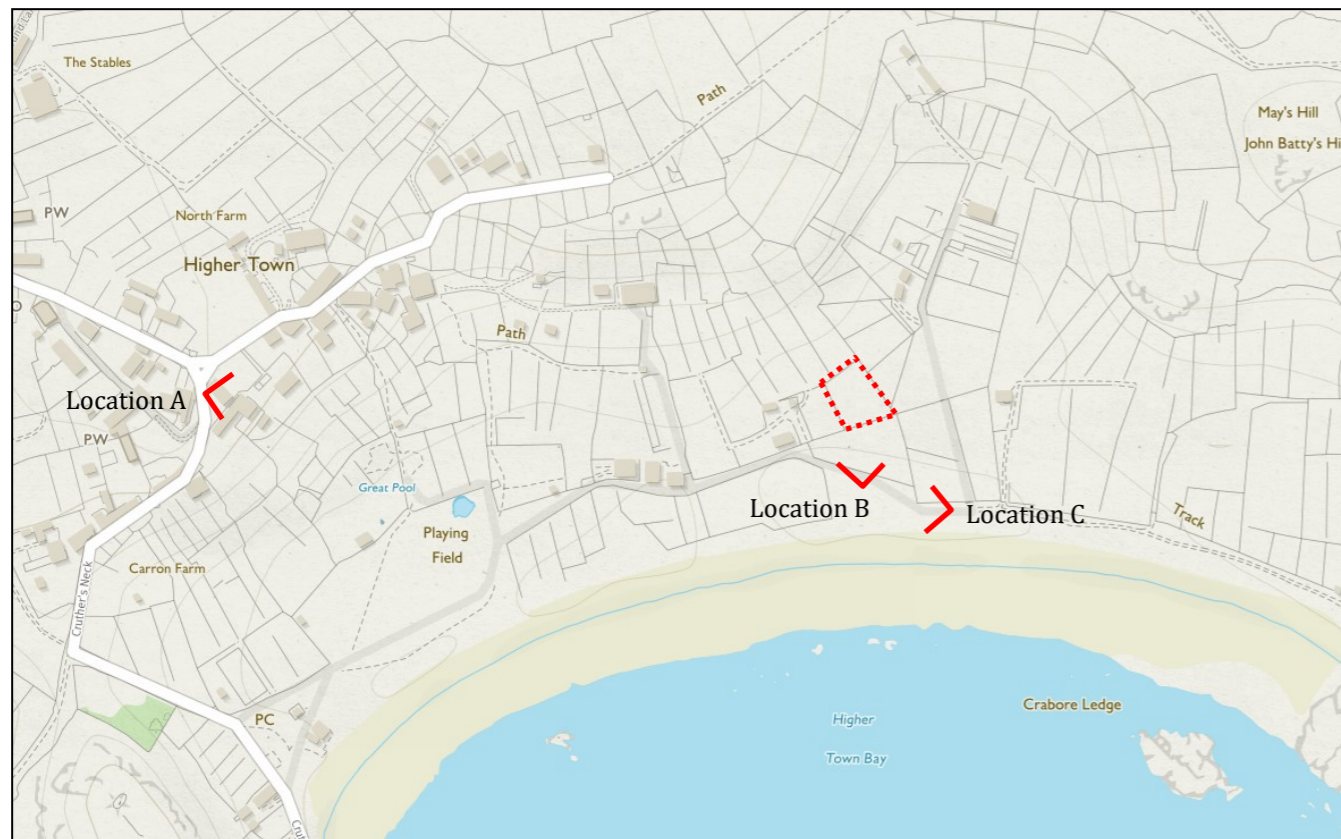 The Stables
Path
May's Hill
John Batty's Hi
PW
North Farm
Higher Town
Path
Location A
PW
Great Pool
Playing
Field
Location B
Location C
Track
Carron Farm
Cruther's Neck
PC
Crabore Ledge
Higher
Town Bay